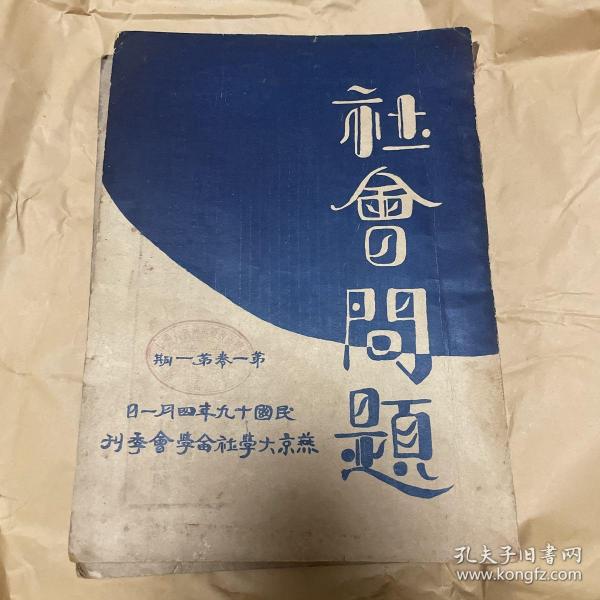 社會問題
第一卷第一期
民國十九年四月一日
燕京大學社會學會季刊
孔夫子旧书网
www.kongfz.com